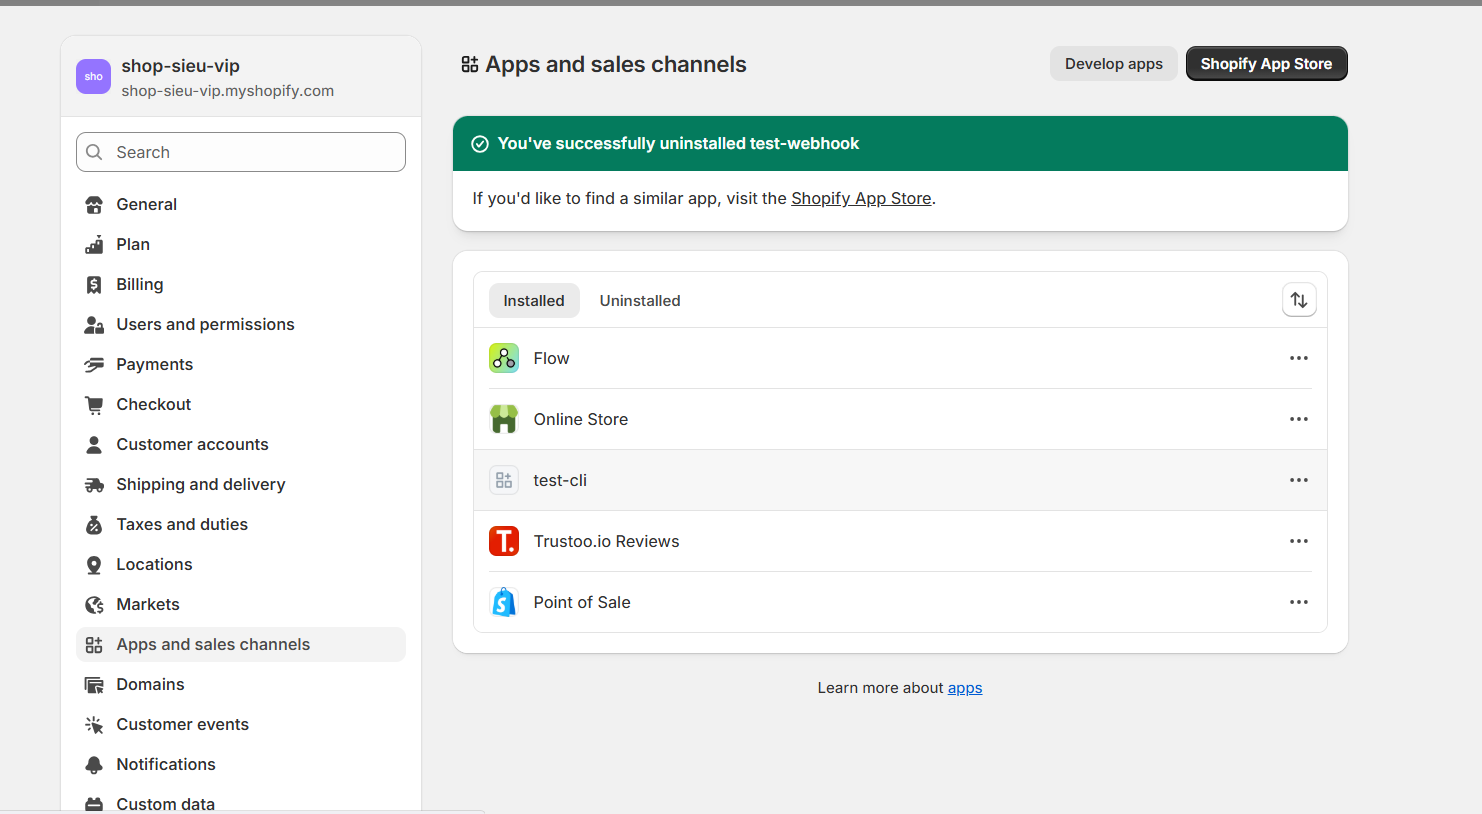 sho
shop-sieu-vip
shop-sieu-vip.myshopify.com
Search
General
Plan
Billing
Users and permissions
Payments
Checkout
Customer accounts
Shipping and delivery
Taxes and duties
Locations
Markets
Apps and sales channels
Domains
Customer events
Notifications
Custom data
Apps and sales channels
Develop apps
Shopify App Store
You've successfully uninstalled test-webhook
If you'd like to find a similar app, visit the Shopify App Store.
Installed
Uninstalled
Flow
Online Store
test-cli
T. Trustoo.io Reviews
Point of Sale
Learn more about apps